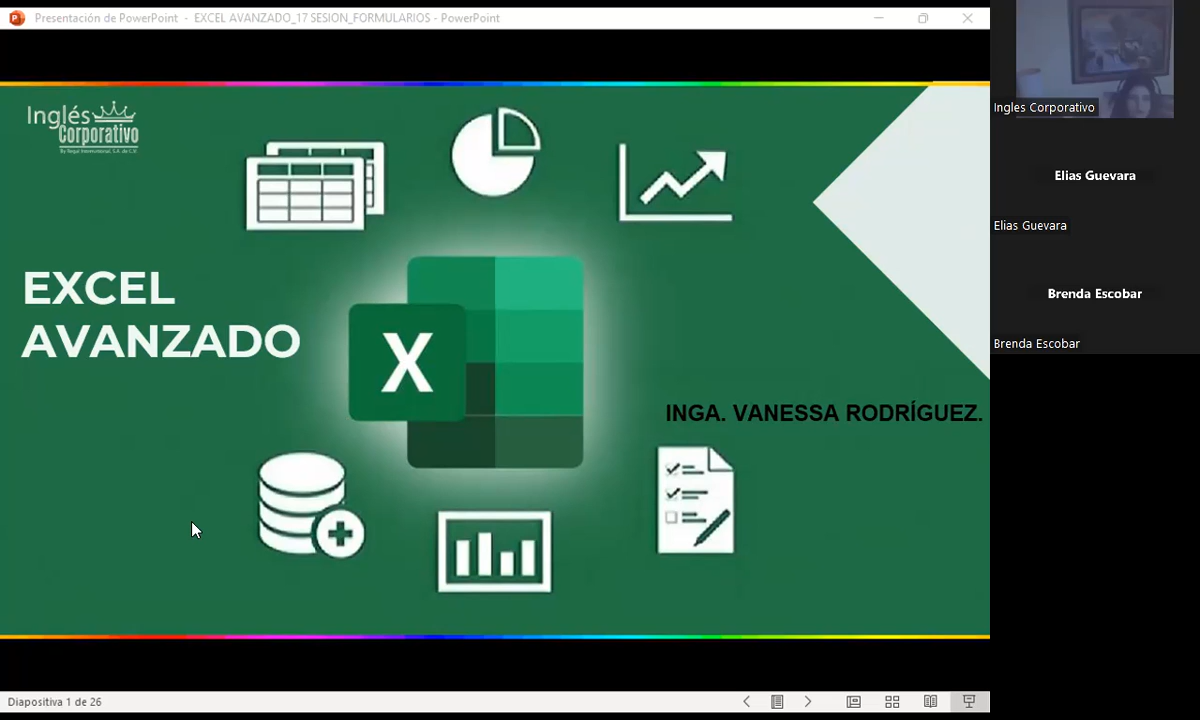 Presentación de PowerPoint - EXCEL AVANZADO_17 SESION_FORMULARIOS - PowerPoint
Inglés
Corporativo
EXCEL
AVANZADO
X
INGA. VANESSA RODRÍGUEZ.
Diapositiva 1 de 26
Ingles Corporativo
Elias Guevara
Elias Guevara
Brenda Escobar
Brenda Escobar